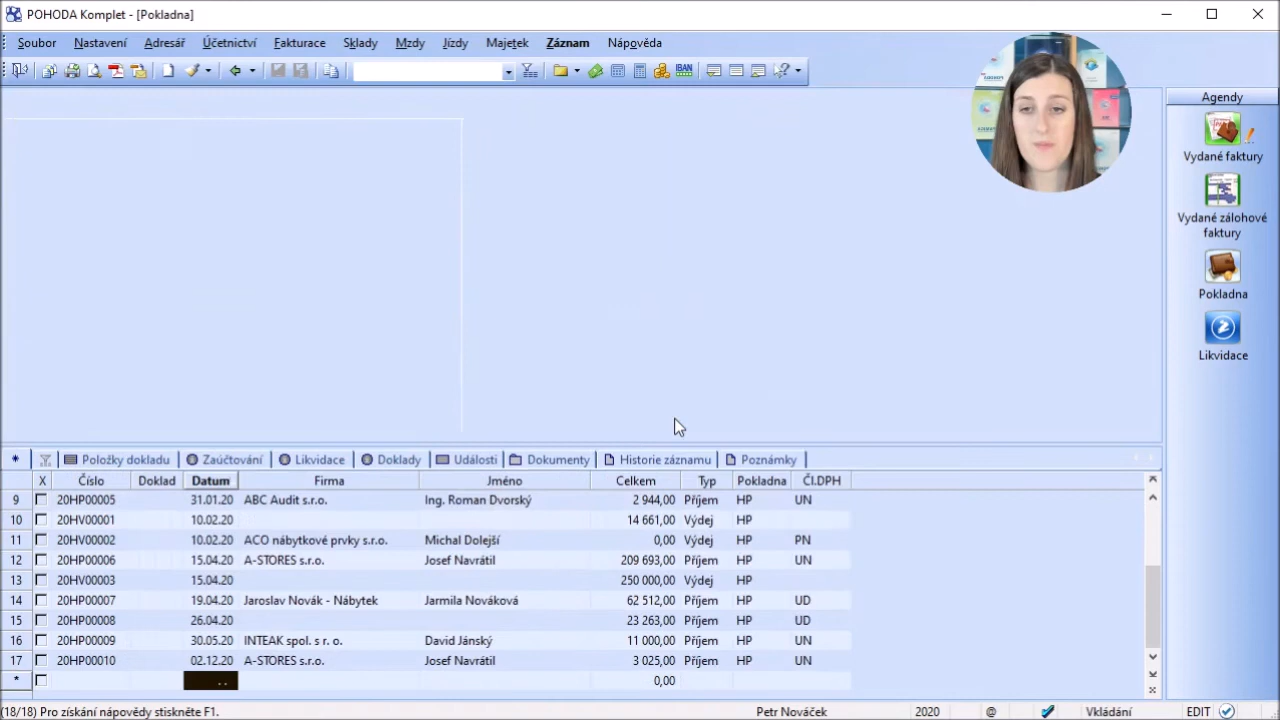 POHODA Komplet - [Pokladna]
Soubor Nastavení Adresář Účetnictví Fakturace Sklady Mzdy Jízdy Majetek Záznam Nápověda
IBAN
Agendy
Vydané faktury
Vydané zálohové
faktury
Pokladna
Likvidace
* Položky dokladu Zaúčtování Likvidace Doklady Události Dokumenty Historie záznamu Poznámky
X Číslo Doklad Datum Firma Jméno Celkem Typ Pokladna Čl.DPH
9 20HP00005 31.01.20 ABC Audit s.r.o. Ing. Roman Dvorský 2 944,00 Příjem HP UN
10 20HV00001 10.02.20 14 661,00 Výdej HP
11 20HV00002 10.02.20 ACO nábytkové prvky s.r.o. Michal Dolejší 0,00 Výdej HP PN
12 20HP00006 15.04.20 A-STORES s.r.o. Josef Navrátil 209 693,00 Příjem HP UN
13 20HV00003 15.04.20 250 000,00 Výdej HP
14 20HP00007 19.04.20 Jaroslav Novák - Nábytek Jarmila Nováková 62 512,00 Příjem HP UD
15 20HP00008 26.04.20 23 263,00 Příjem HP UD
16 20HP00009 30.05.20 INTEAK spol. s r. o. David Jánský 11 000,00 Příjem HP UN
17 20HP00010 02.12.20 A-STORES s.r.o. Josef Navrátil 3 025,00 Příjem HP UN
* . . 0,00
(18/18) Pro získání nápovědy stiskněte F1. Petr Nováček 2020 @ Vkládání EDIT